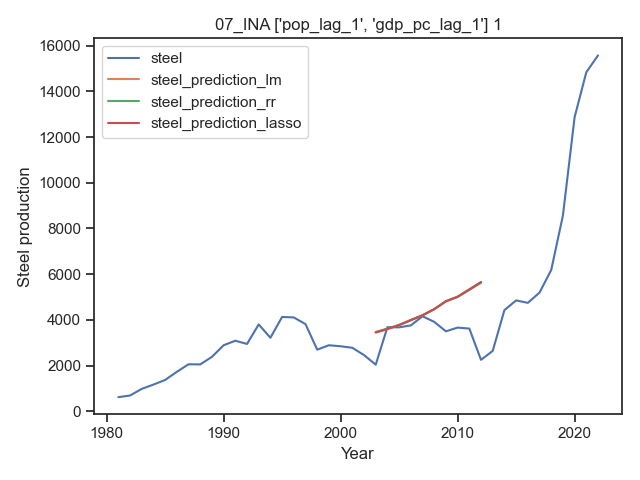 07_INA ['pop_lag_1', 'gdp_pc_lag_1'] 1
steel
steel_prediction_lm
steel_prediction_rr
steel_prediction_lasso
Steel production
16000
14000
12000
10000
8000
6000
4000
2000
0
1980
1990
2000
2010
2020
Year